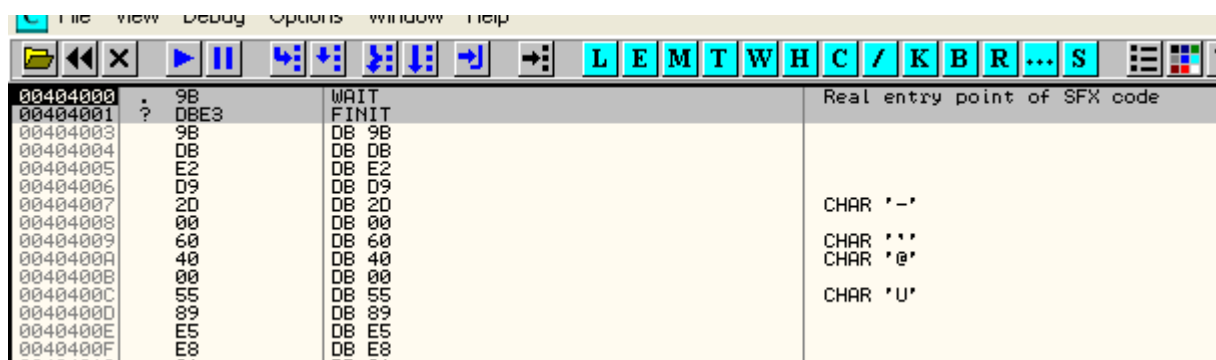 C File View Debug Options Window Help
L E M T W H C / K B R ... S
00404000 . 9B WAIT Real entry point of SFX code
00404001 ? DBE3 FINIT
00404003 9B DB 9B
00404004 DB DB DB
00404005 E2 DB E2
00404006 D9 DB D9
00404007 2D DB 2D CHAR '-'
00404008 00 DB 00
00404009 60 DB 60 CHAR '`'
0040400A 40 DB 40 CHAR '@'
0040400B 00 DB 00
0040400C 55 DB 55 CHAR 'U'
0040400D 89 DB 89
0040400E E5 DB E5
0040400F E8 DB E8